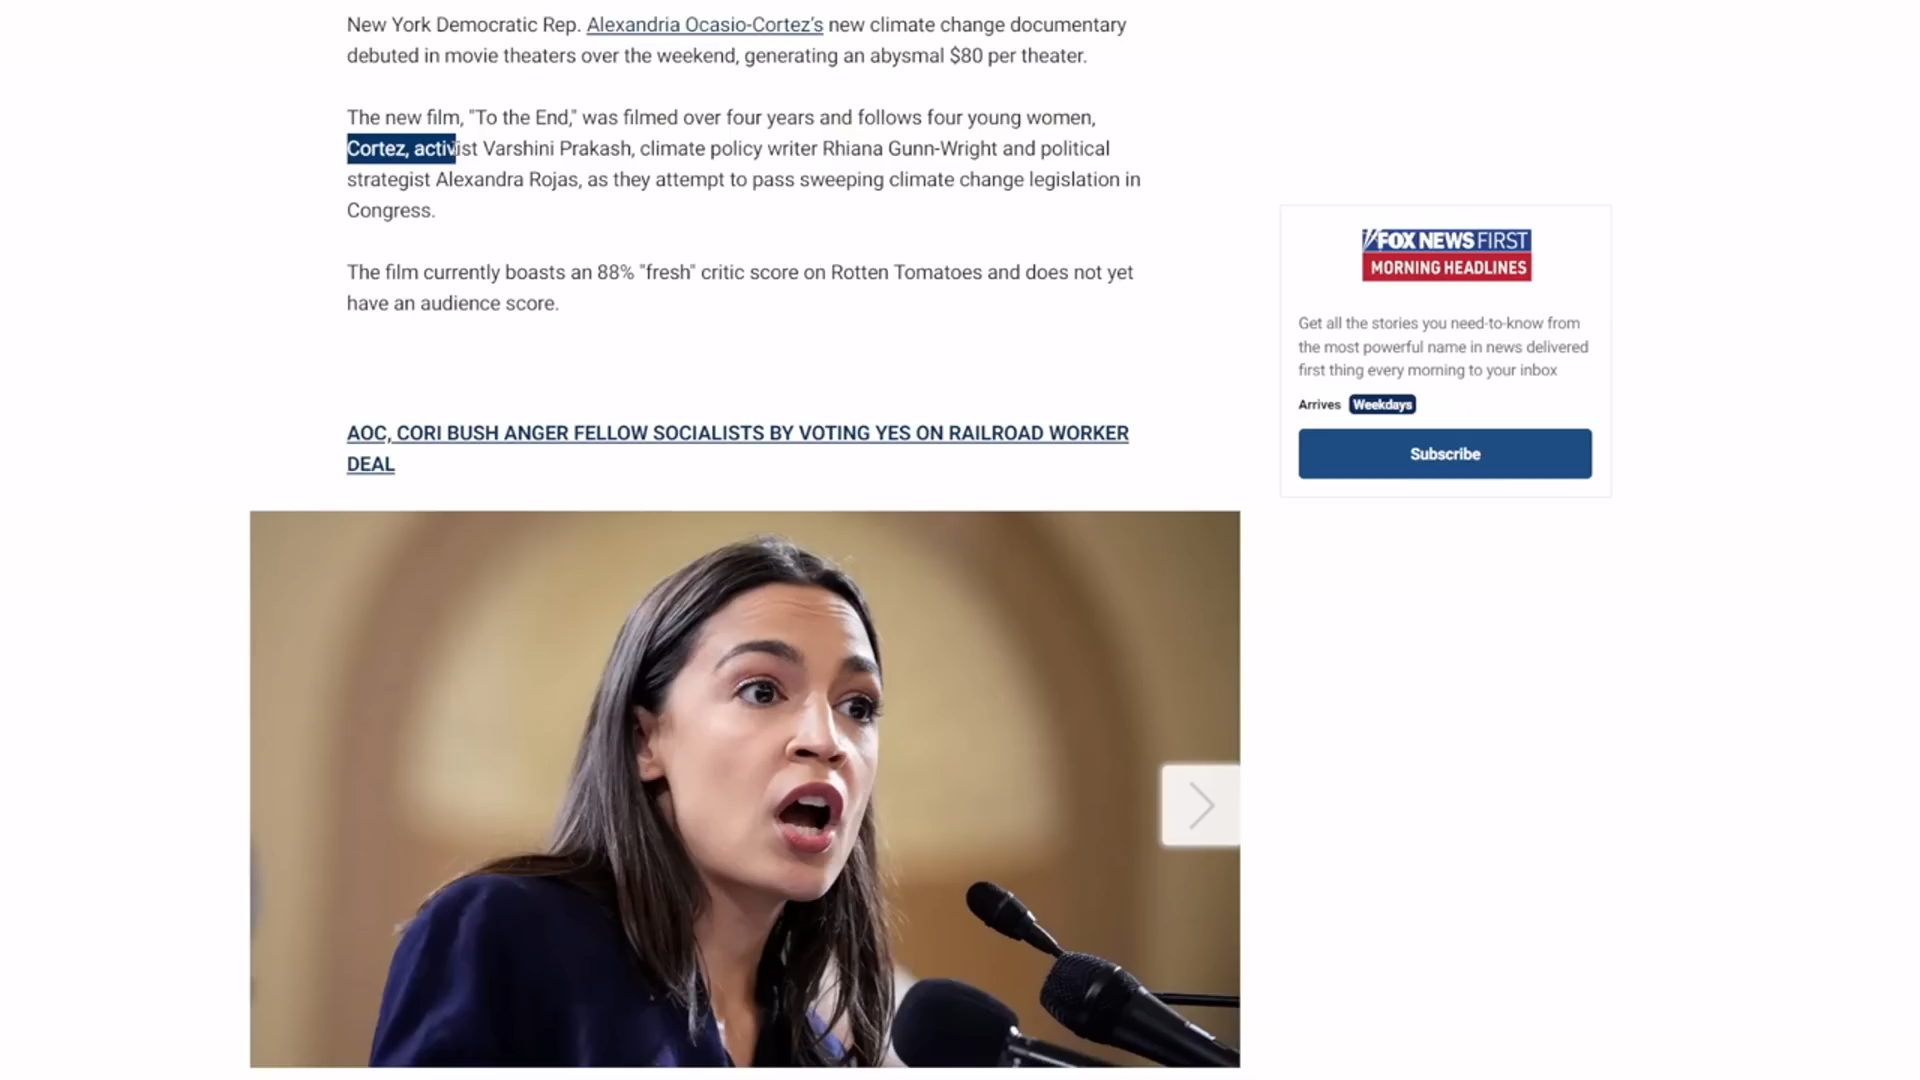 New York Democratic Rep. Alexandria Ocasio-Cortez's new climate change documentary
debuted in movie theaters over the weekend, generating an abysmal $80 per theater.
The new film, "To the End," was filmed over four years and follows four young women,
Cortez, activist Varshini Prakash, climate policy writer Rhiana Gunn-Wright and political
strategist Alexandra Rojas, as they attempt to pass sweeping climate change legislation in
Congress.
The film currently boasts an 88% "fresh" critic score on Rotten Tomatoes and does not yet
have an audience score.
AOC, CORI BUSH ANGER FELLOW SOCIALISTS BY VOTING YES ON RAILROAD WORKER
DEAL
FOX NEWS FIRST
MORNING HEADLINES
Get all the stories you need-to-know from
the most powerful name in news delivered
first thing every morning to your inbox
Arrives Weekdays
Subscribe